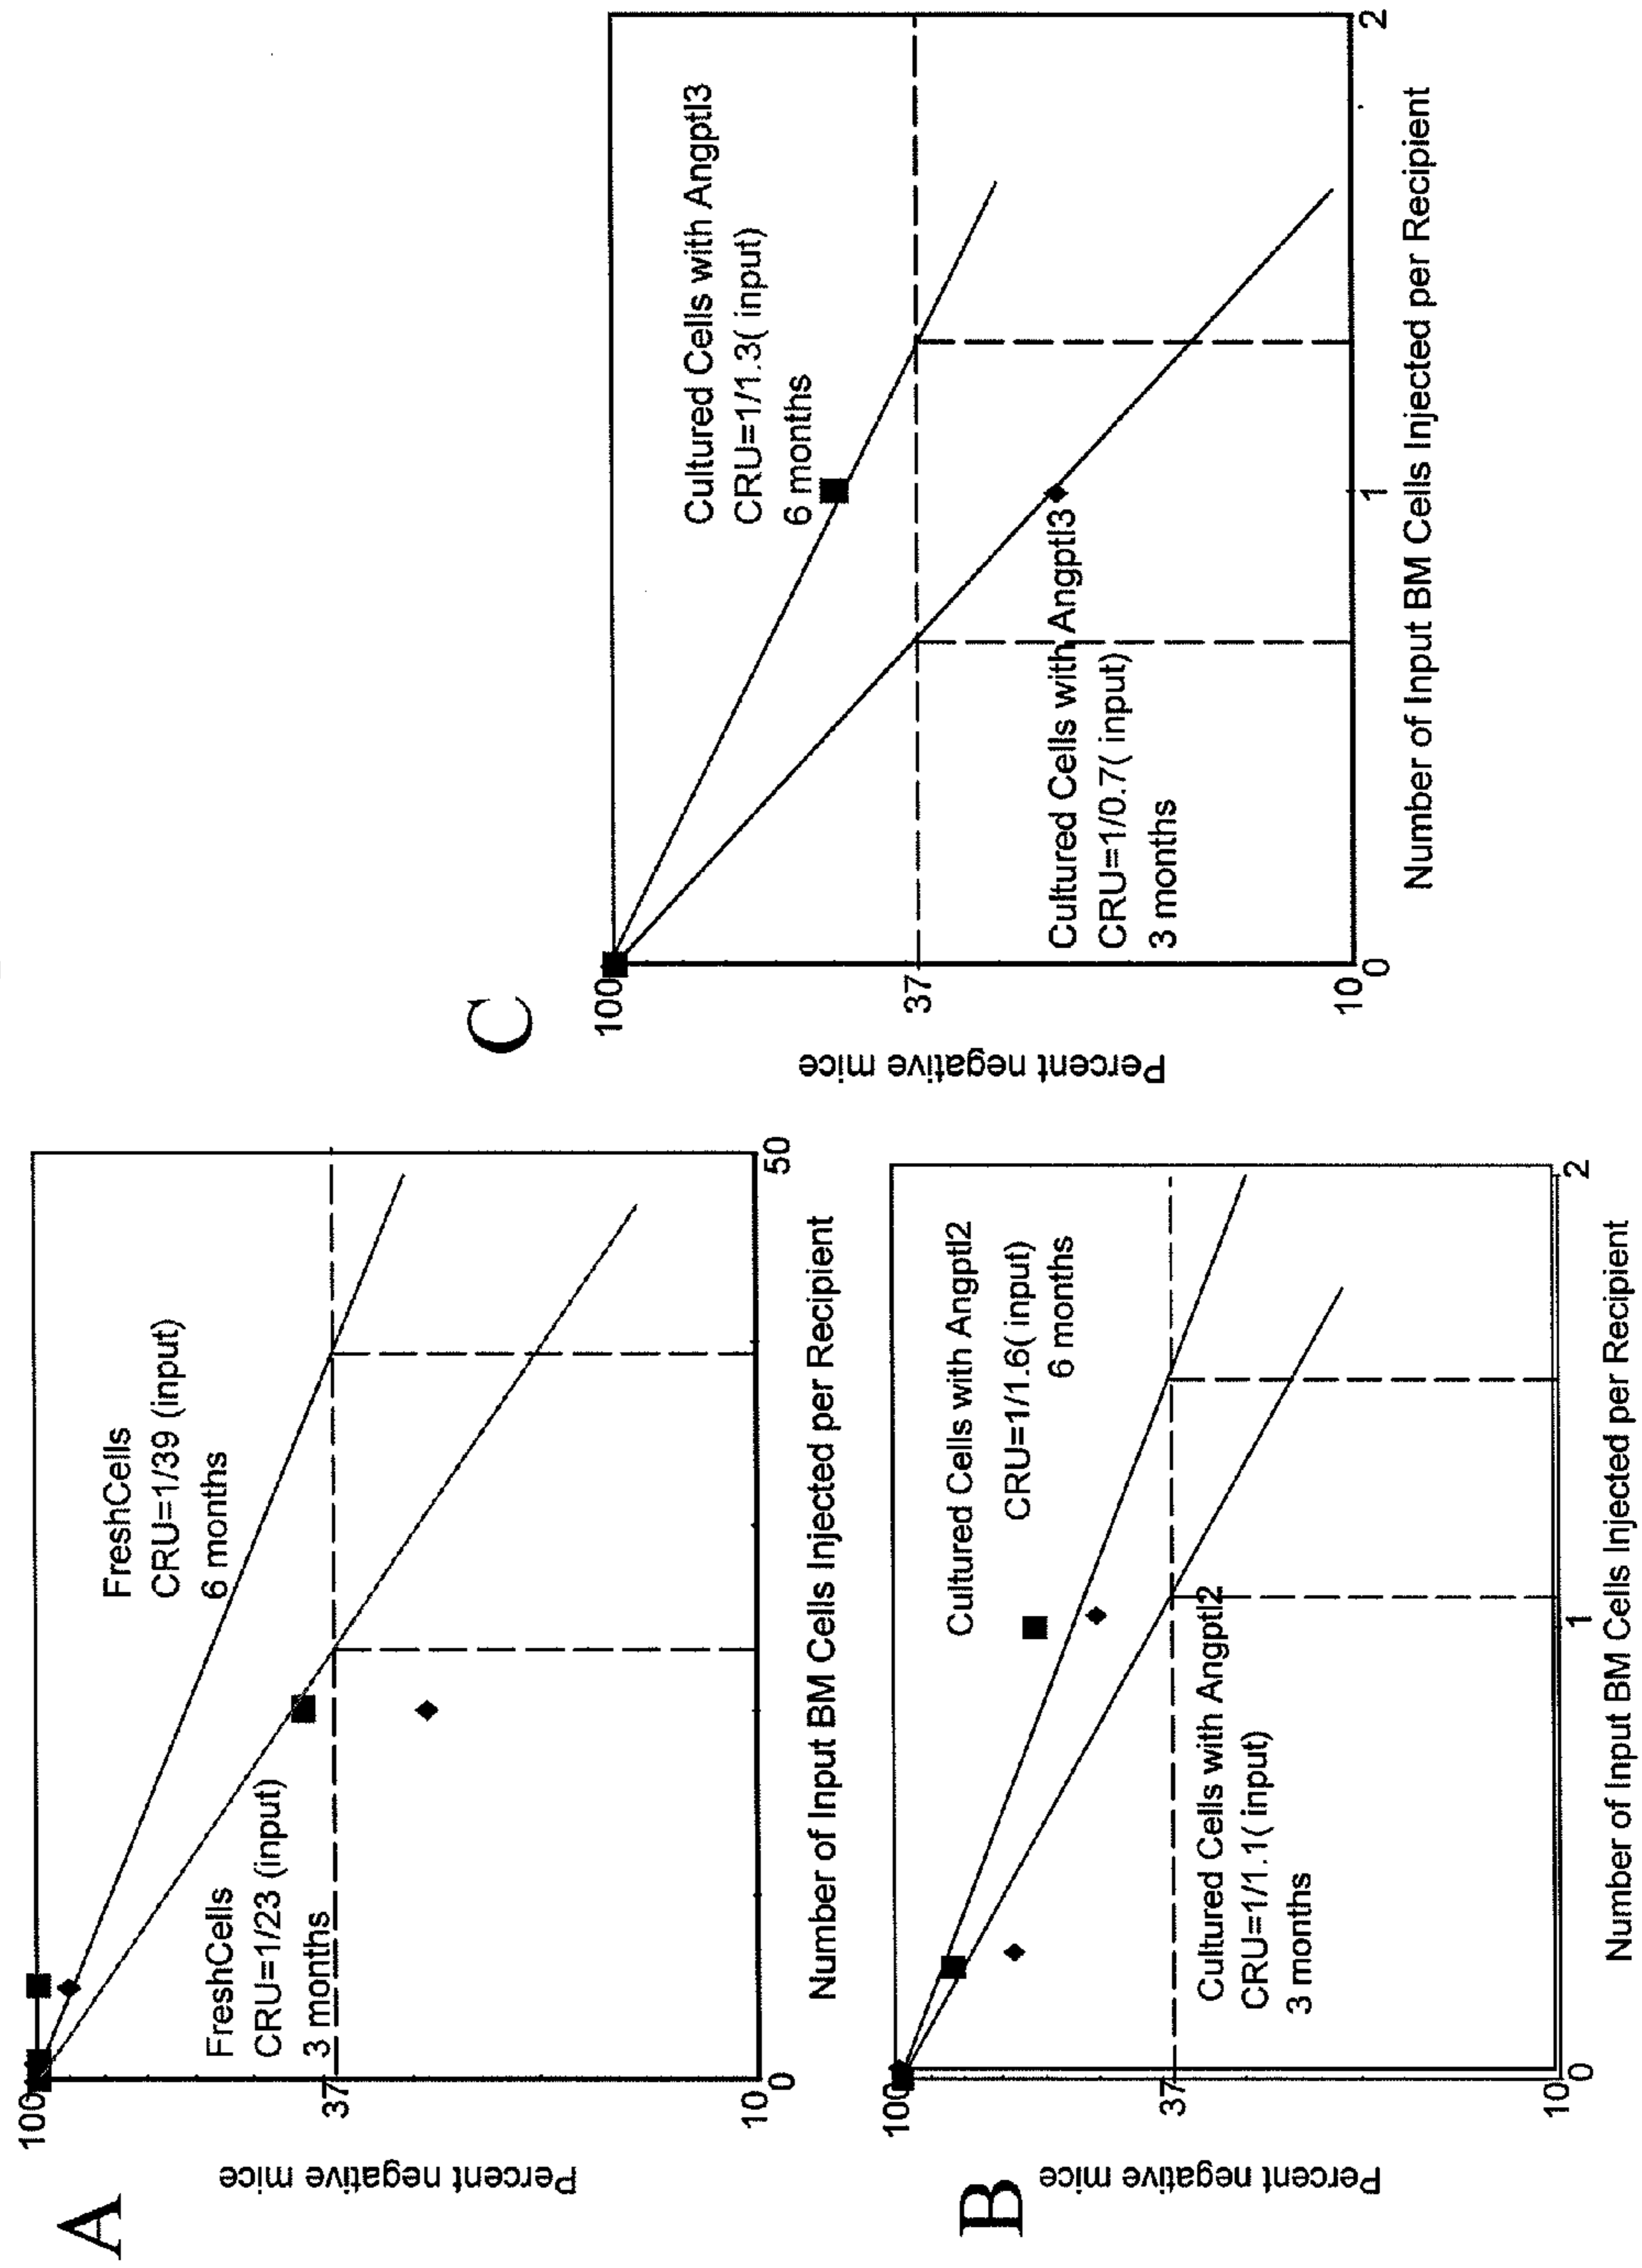 A
Percent negative mice
100
37
10
FreshCells
CRU=1/23 (input)
3 months
FreshCells
CRU=1/39 (input)
6 months
0
50
Number of Input BM Cells Injected per Recipient
B
Percent negative mice
100
37
10
Cultured Cells with Angptl2
CRU=1/1.6( input)
6 months
Cultured Cells with Angptl2
CRU=1/1.1( input)
3 months
0
1
2
Number of Input BM Cells Injected per Recipient
C
Percent negative mice
100
37
10
Cultured Cells with Angptl3
CRU=1/1.3( input)
6 months
Cultured Cells with Angptl3
CRU=1/0.7( input)
3 months
0
1
2
Number of Input BM Cells Injected per Recipient